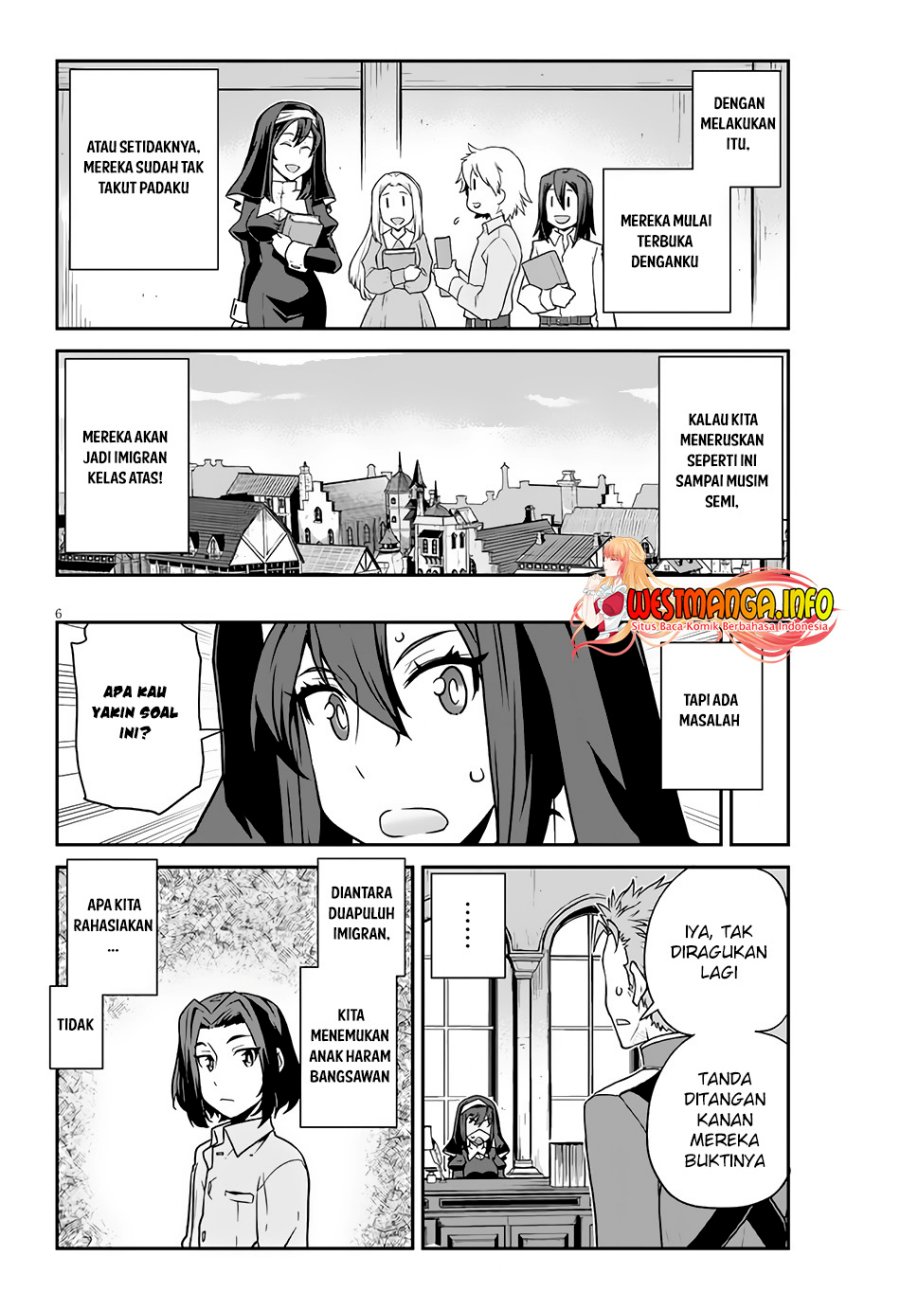 DENGAN
MELAKUKAN
ITU,
MEREKA MULAI
TERBUKA
DENGANKU
ATAU SETIDAKNYA,
MEREKA SUDAH TAK
TAKUT PADAKU
KALAU KITA
MENERUSKAN
SEPERTI INI
SAMPAI MUSIM
SEMI,
MEREKA AKAN
JADI IMIGRAN
KELAS ATAS!
WESTMANGA.INFO
Situs Baca Komik Berbahasa Indonesia
6
TAPI ADA
MASALAH
APA KAU
YAKIN SOAL
INI?
IYA, TAK
DIRAGUKAN
LAGI
TANDA
DITANGAN
KANAN
MEREKA
BUKTINYA
......
DIANTARA
DUAPULUH
IMIGRAN,
KITA
MENEMUKAN
ANAK HARAM
BANGSAWAN
APA KITA
RAHASIAKAN
...
TIDAK